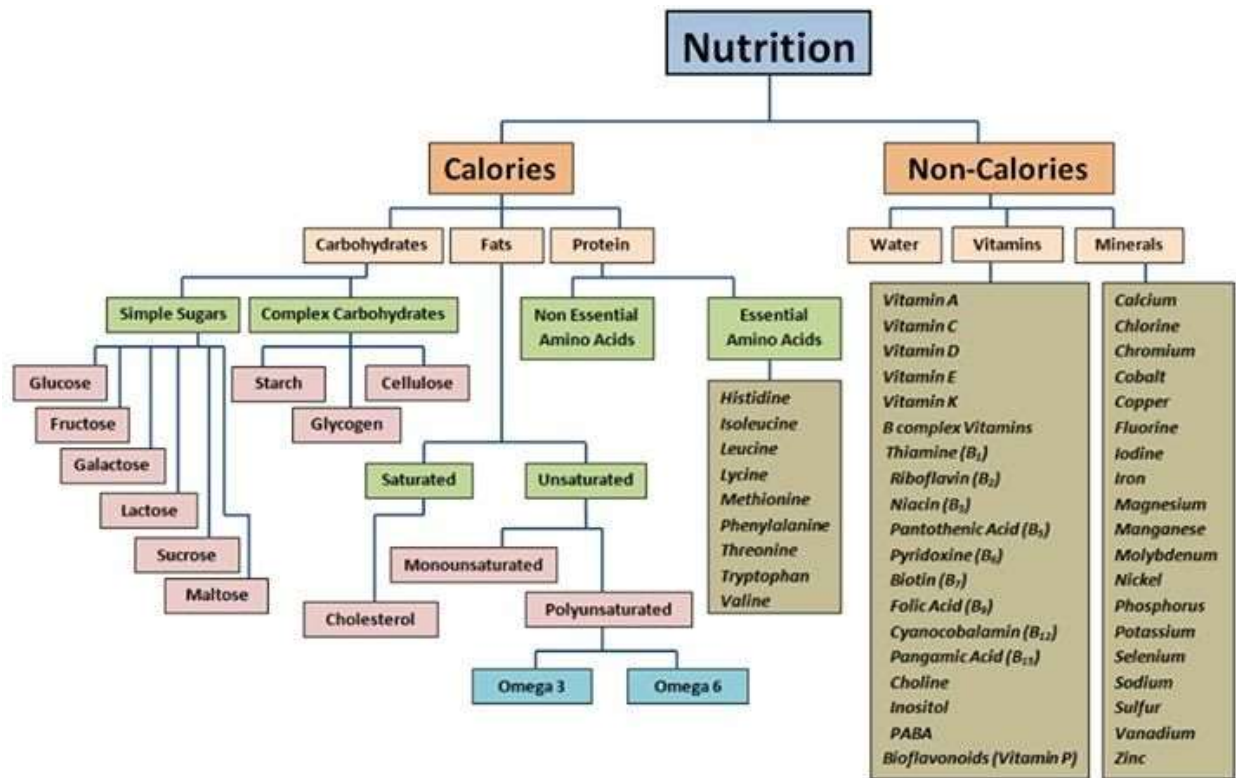 Nutrition
Calories
Non-Calories
Carbohydrates
Fats
Protein
Water
Vitamins
Minerals
Simple Sugars
Complex Carbohydrates
Non Essential
Amino Acids
Essential
Amino Acids
Glucose
Fructose
Galactose
Lactose
Sucrose
Maltose
Starch
Glycogen
Cellulose
Saturated
Unsaturated
Cholesterol
Monounsaturated
Polyunsaturated
Omega 3
Omega 6
Histidine
Isoleucine
Leucine
Lycine
Methionine
Phenylalanine
Threonine
Tryptophan
Valine
Vitamin A
Vitamin C
Vitamin D
Vitamin E
Vitamin K
B complex Vitamins
Thiamine (B₁)
Riboflavin (B₂)
Niacin (B₃)
Pantothenic Acid (B₅)
Pyridoxine (B₆)
Biotin (B₇)
Folic Acid (B₉)
Cyanocobalamin (B₁₂)
Pangamic Acid (B₁₅)
Choline
Inositol
PABA
Bioflavonoids (Vitamin P)
Calcium
Chlorine
Chromium
Cobalt
Copper
Fluorine
Iodine
Iron
Magnesium
Manganese
Molybdenum
Nickel
Phosphorus
Potassium
Selenium
Sodium
Sulfur
Vanadium
Zinc